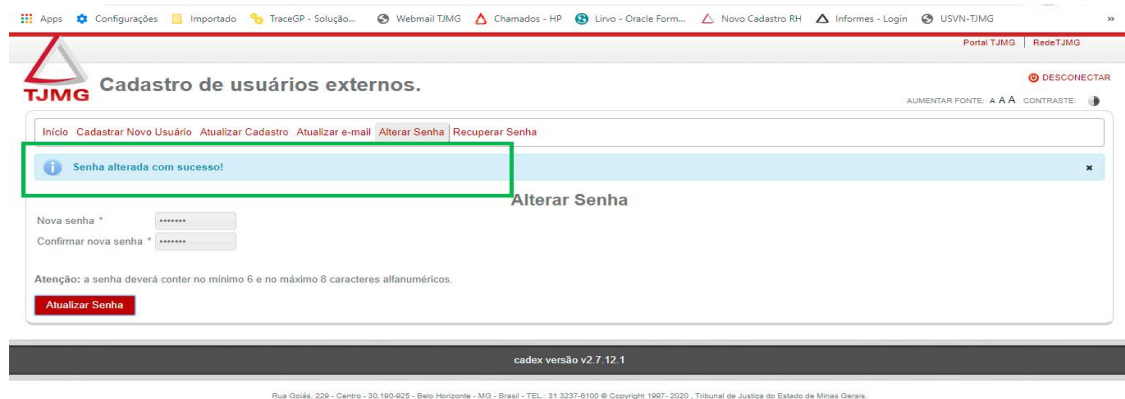 Apps Configurações Importado TraceGP - Solução... Webmail TJMG Chamados - HP Lirvo - Oracle Form... Novo Cadastro RH Informes - Login USVN-TJMG »
Portal TJMG RedeTJMG
TJMG Cadastro de usuários externos.
DESCONECTAR
AUMENTAR FONTE: A A A CONTRASTE:
Início Cadastrar Novo Usuário Atualizar Cadastro Atualizar e-mail Alterar Senha Recuperar Senha
Senha alterada com sucesso!
Alterar Senha
Nova senha * •••••••
Confirmar nova senha * •••••••
Atenção: a senha deverá conter no mínimo 6 e no máximo 8 caracteres alfanuméricos.
Atualizar Senha
cadex versão v2.7.12.1
Rua Goiás, 229 - Centro - 30.190-925 - Belo Horizonte - MG - Brasil - TEL.: 31 3237-6100 © Copyright 1997- 2020 , Tribunal de Justica do Estado de Minas Gerais.